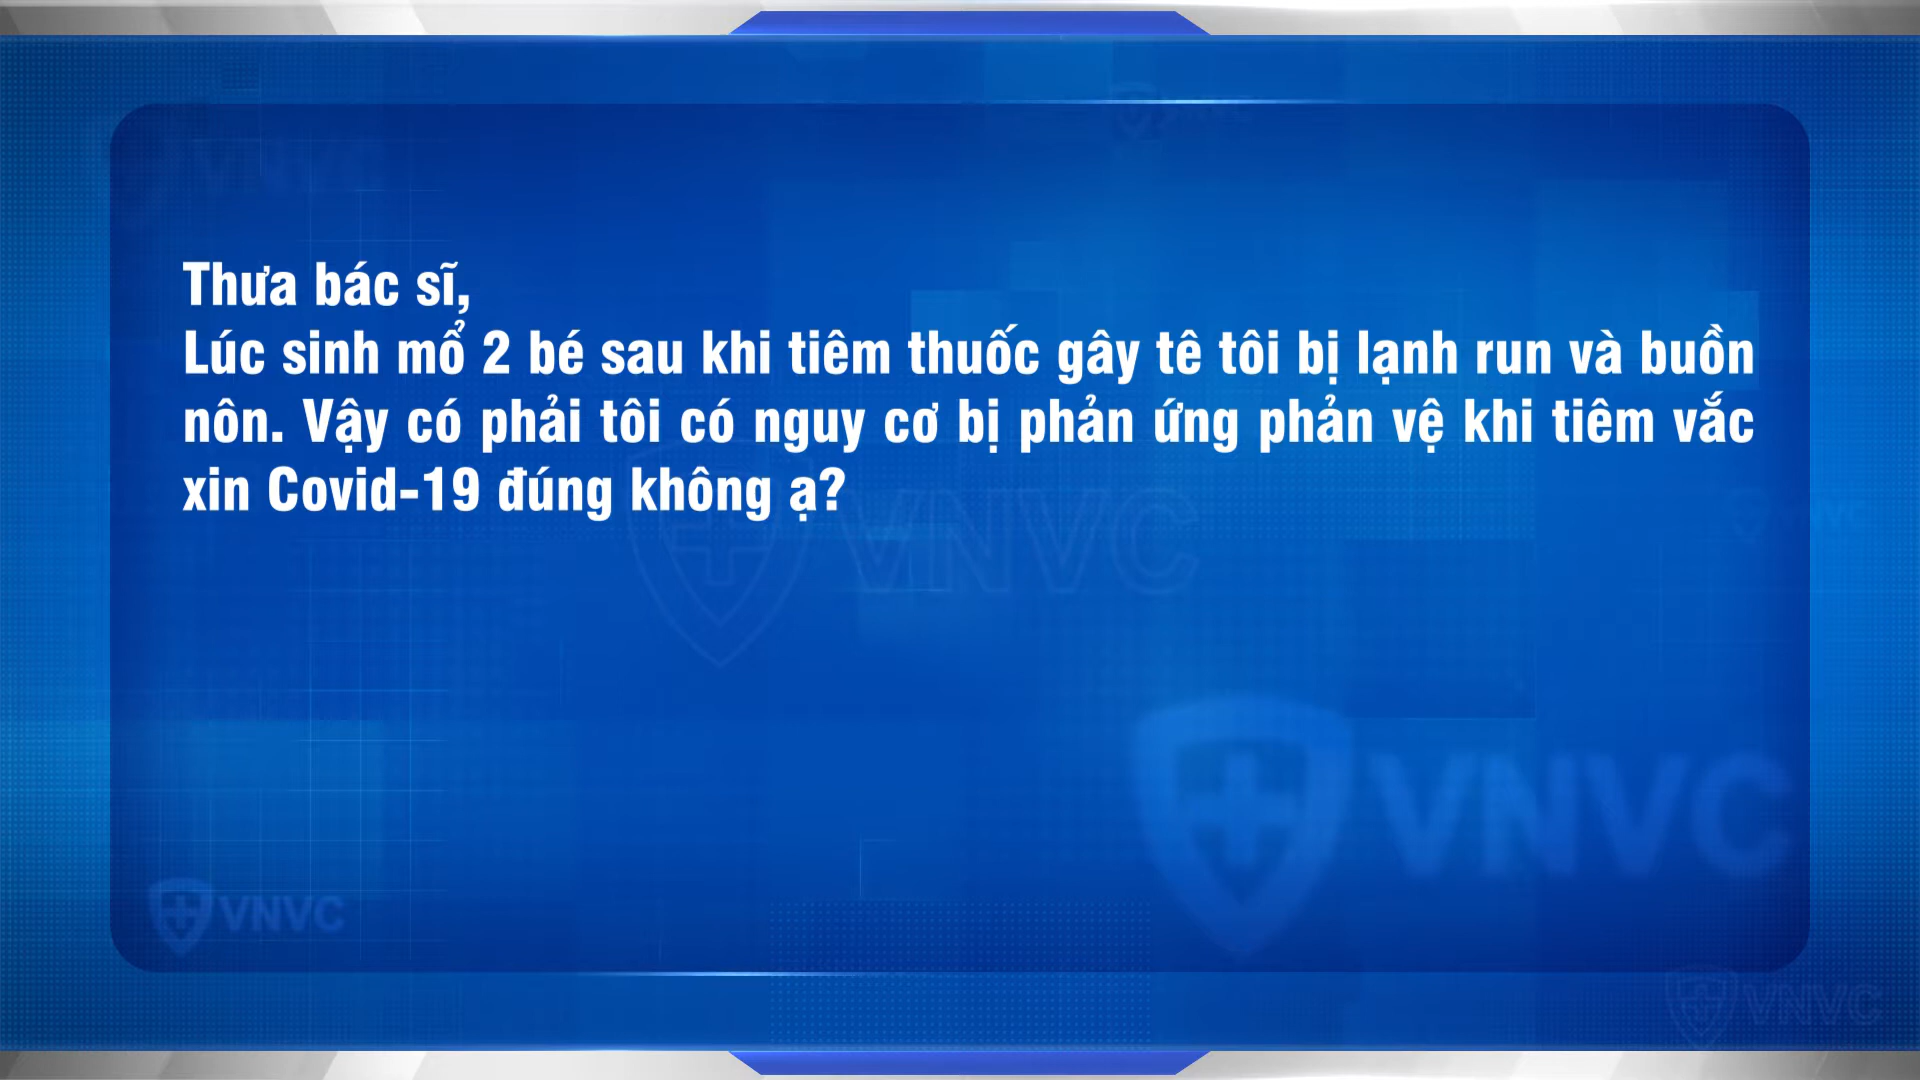 Thưa bác sĩ,
Lúc sinh mổ 2 bé sau khi tiêm thuốc gây tê tôi bị lạnh run và buồn
nôn. Vậy có phải tôi có nguy cơ bị phản ứng phản vệ khi tiêm vắc
xin Covid-19 đúng không ạ?
VNVC
VNVC
VNVC
VNVC